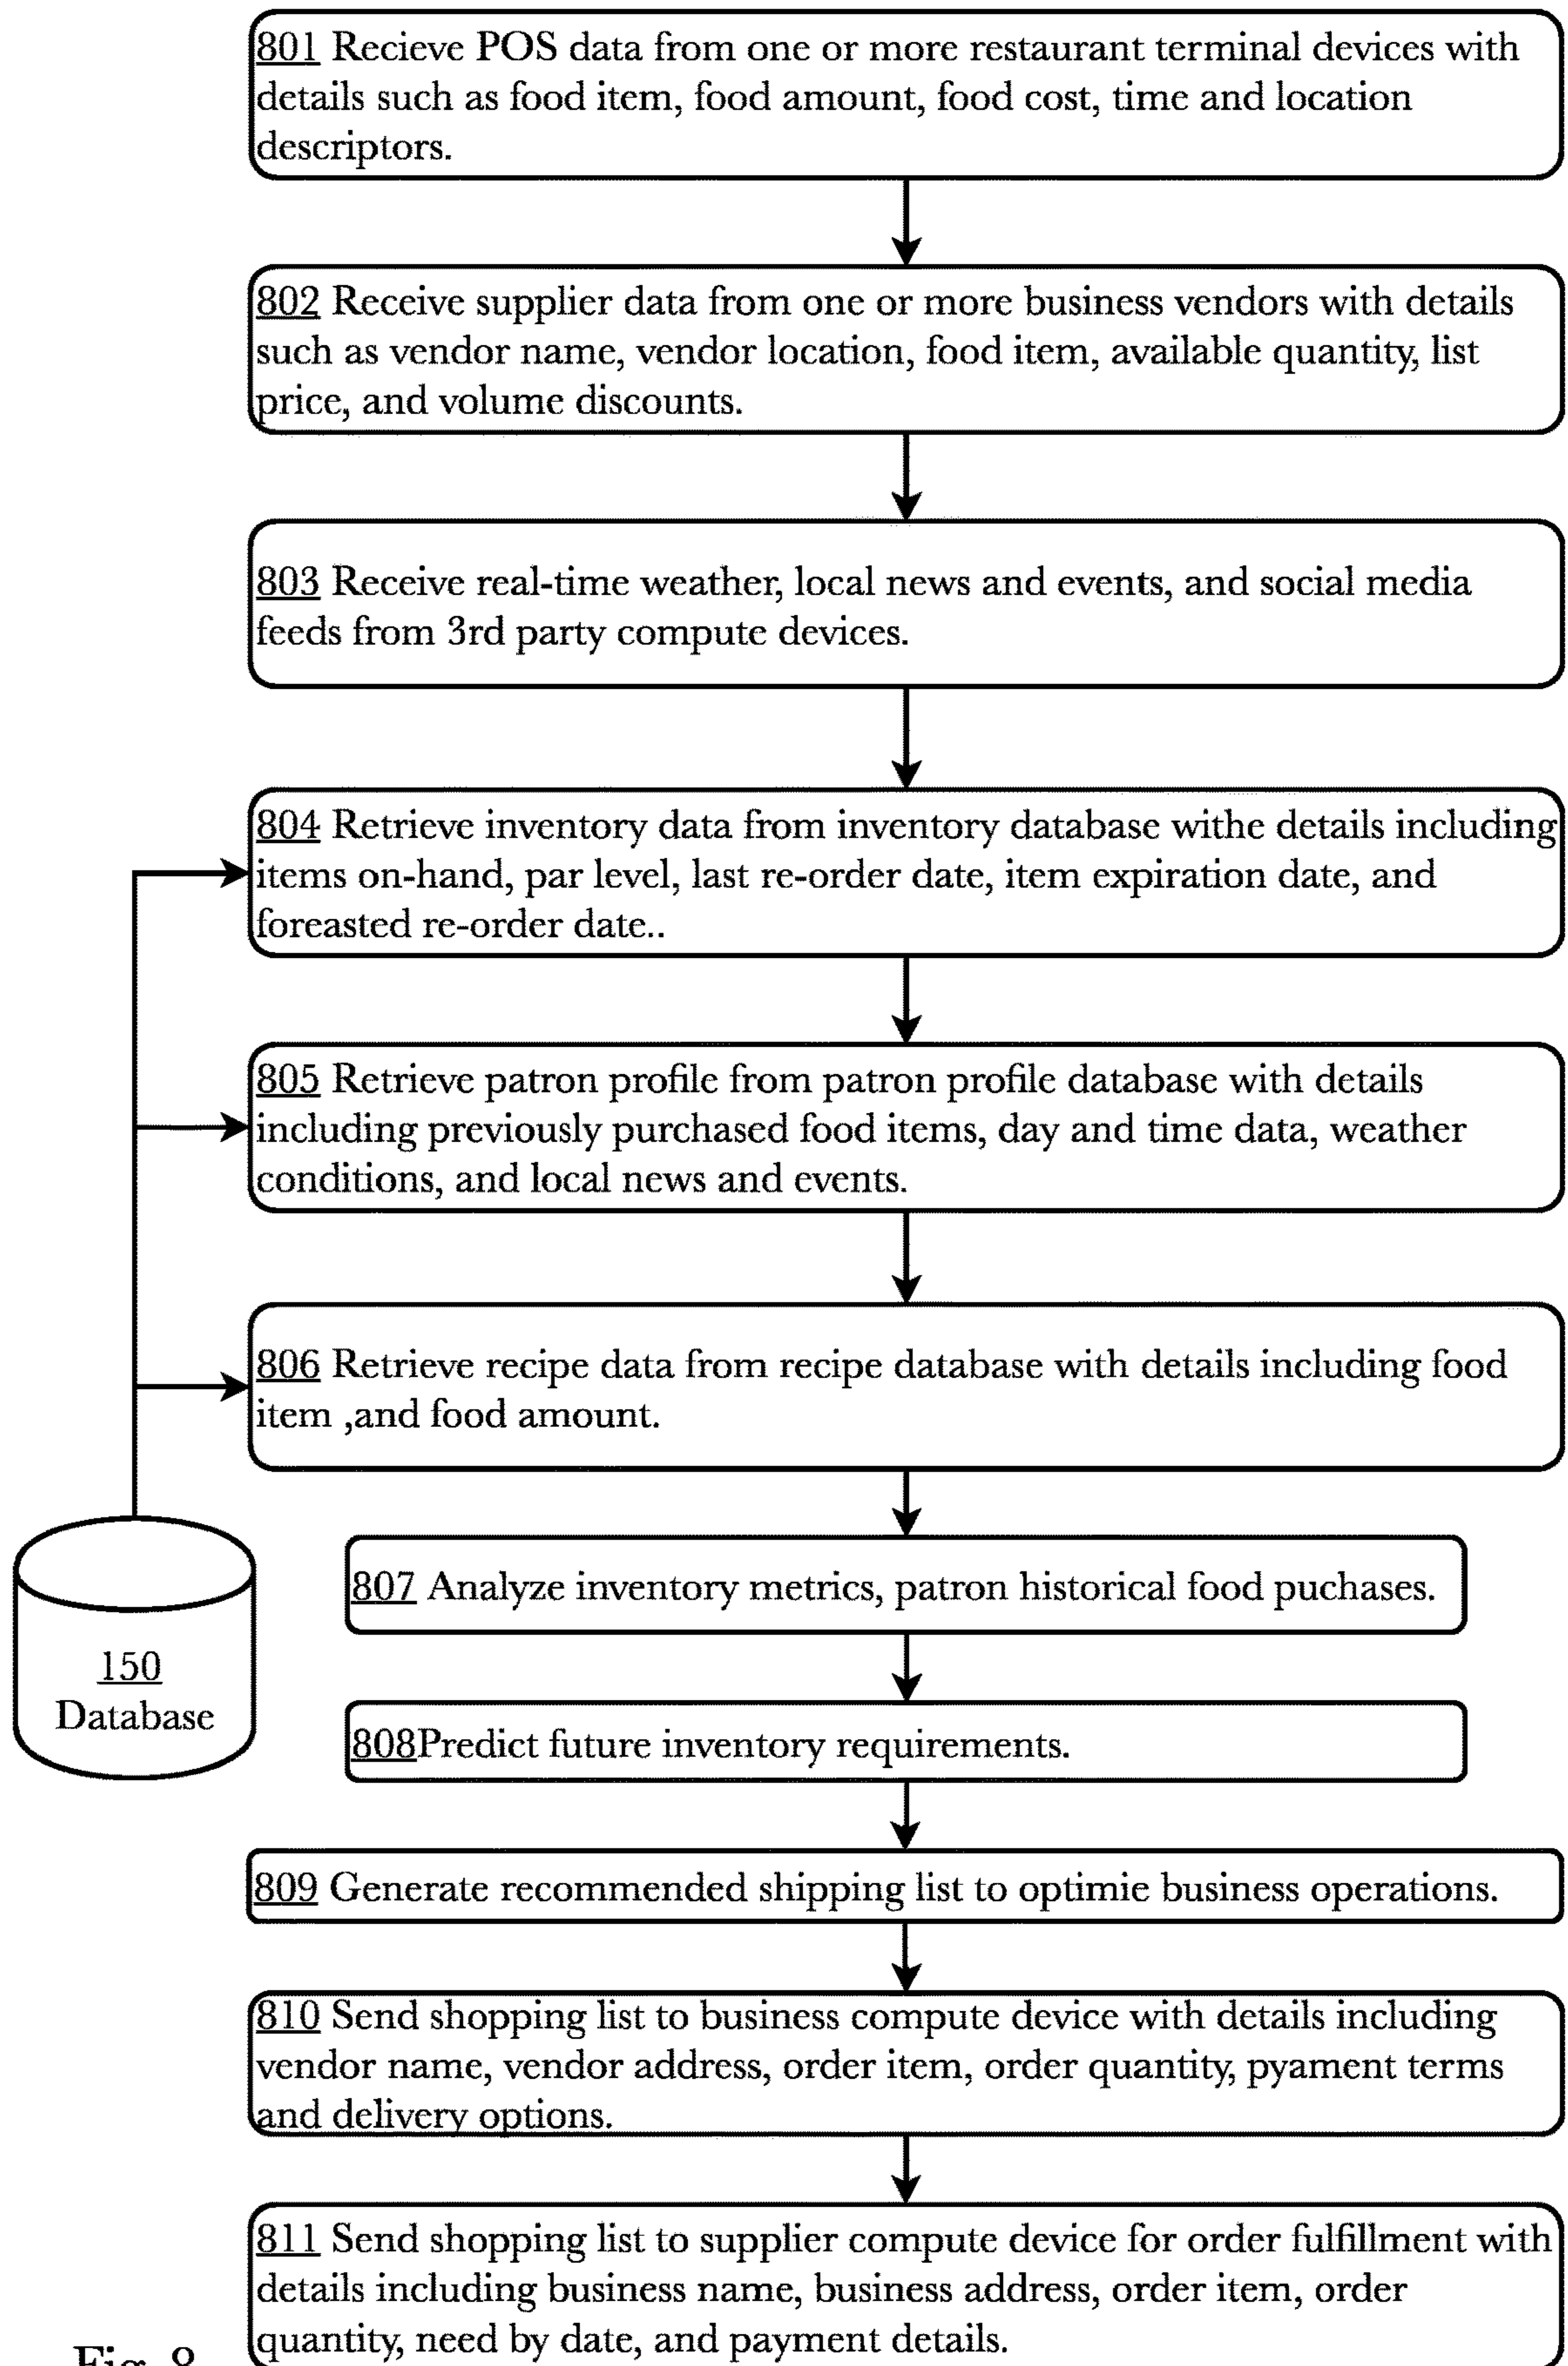 801 Recieve POS data from one or more restaurant terminal devices with
details such as food item, food amount, food cost, time and location
descriptors.
802 Receive supplier data from one or more business vendors with details
such as vendor name, vendor location, food item, available quantity, list
price, and volume discounts.
803 Receive real-time weather, local news and events, and social media
feeds from 3rd party compute devices.
804 Retrieve inventory data from inventory database withe details including
items on-hand, par level, last re-order date, item expiration date, and
foreasted re-order date..
805 Retrieve patron profile from patron profile database with details
including previously purchased food items, day and time data, weather
conditions, and local news and events.
806 Retrieve recipe data from recipe database with details including food
item ,and food amount.
807 Analyze inventory metrics, patron historical food puchases.
150
Database
808Predict future inventory requirements.
809 Generate recommended shipping list to optimie business operations.
810 Send shopping list to business compute device with details including
vendor name, vendor address, order item, order quantity, pyament terms
and delivery options.
811 Send shopping list to supplier compute device for order fulfillment with
details including business name, business address, order item, order
quantity, need by date, and payment details.
Fig. 8